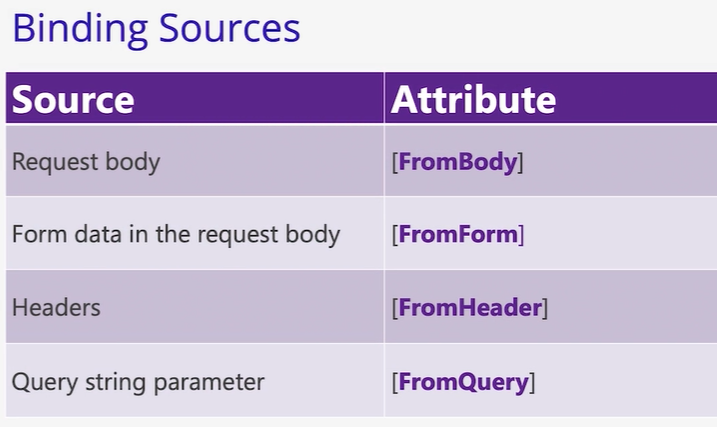 Binding Sources
Source Attribute
Request body [FromBody]
Form data in the request body [FromForm]
Headers [FromHeader]
Query string parameter [FromQuery]